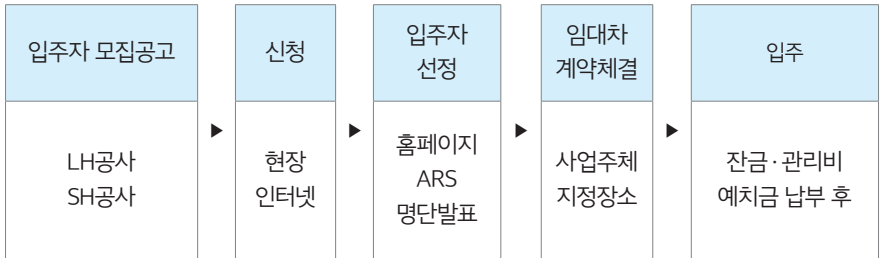 입주자 모집공고
LH공사
SH공사
▶
신청
현장
인터넷
▶
입주자
선정
홈페이지
ARS
명단발표
▶
임대차
계약체결
사업주체
지정장소
▶
입주
잔금·관리비
예치금 납부 후